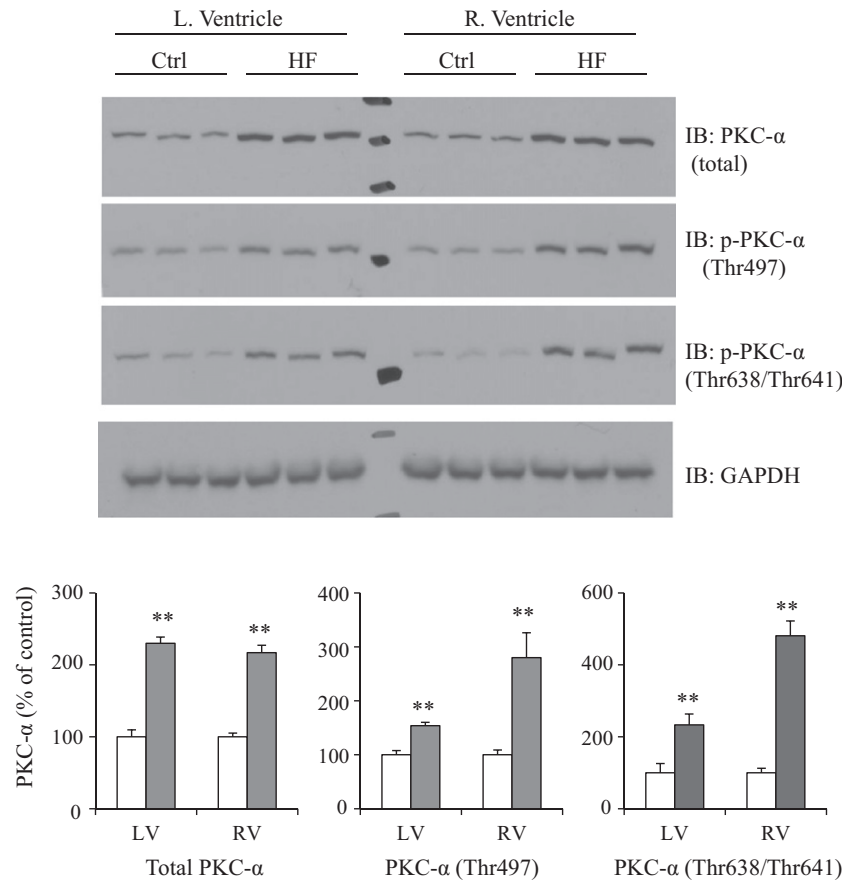 L. Ventricle
R. Ventricle
Ctrl
HF
Ctrl
HF
IB: PKC-α
(total)
IB: p-PKC-α
(Thr497)
IB: p-PKC-α
(Thr638/Thr641)
IB: GAPDH
PKC-α (% of control)
300
200
100
0
**
**
LV
RV
Total PKC-α
400
300
200
100
0
**
**
LV
RV
PKC-α (Thr497)
600
400
200
0
**
**
LV
RV
PKC-α (Thr638/Thr641)